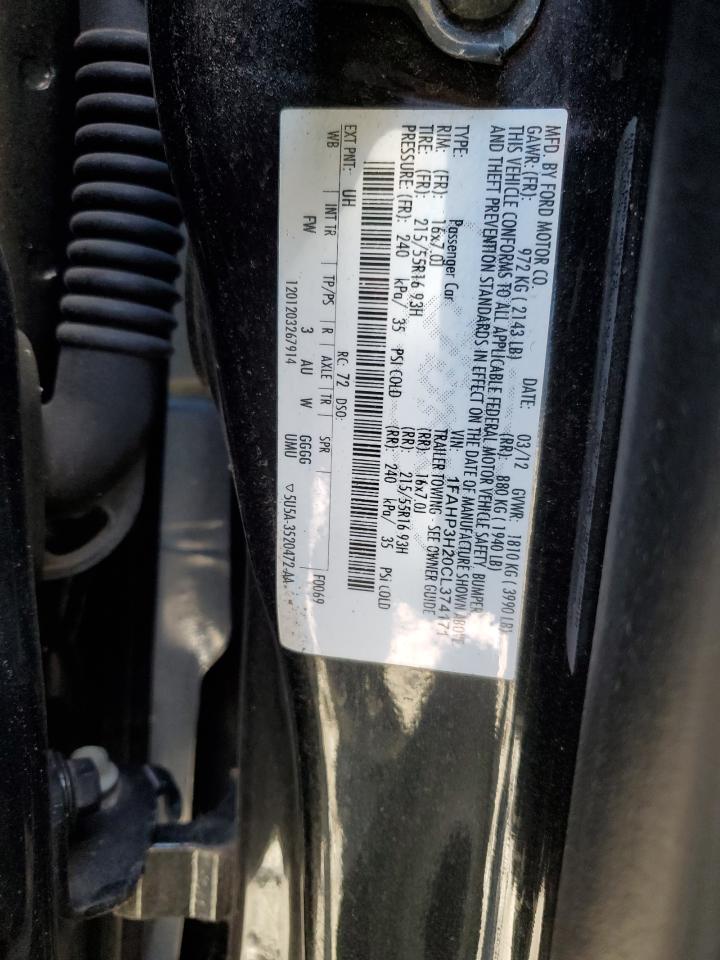 MFD. BY FORD MOTOR CO.
DATE: 03/12 GVWR: 1810 KG ( 3990 LB)
GAWR: (FR): 972 KG ( 2143 LB) (RR): 880 KG ( 1940 LB)
THIS VEHICLE CONFORMS TO ALL APPLICABLE FEDERAL MOTOR VEHICLE SAFETY, BUMPER
AND THEFT PREVENTION STANDARDS IN EFFECT ON THE DATE OF MANUFACTURE SHOWN ABOVE
VIN: 1FAHP3H20CL374171
TYPE: Passenger Car TRAILER TOWING - SEE OWNER GUIDE
RIM: (FR): 16x7.0J (RR): 16x7.0J
TIRE: (FR): 215/55R16 93H (RR): 215/55R16 93H
PRESSURE: (FR): 240 kPa/ 35 PSI COLD (RR): 240 kPa/ 35 PSI COLD
EXT PNT: UH RC: 72 DSO: F0069
WB | INT TR | TP/PS | R | AXLE | TR | SPR
FW 3 AU W GGGG UMU
1201203267914 ▽ 5U5A-3520472-AA